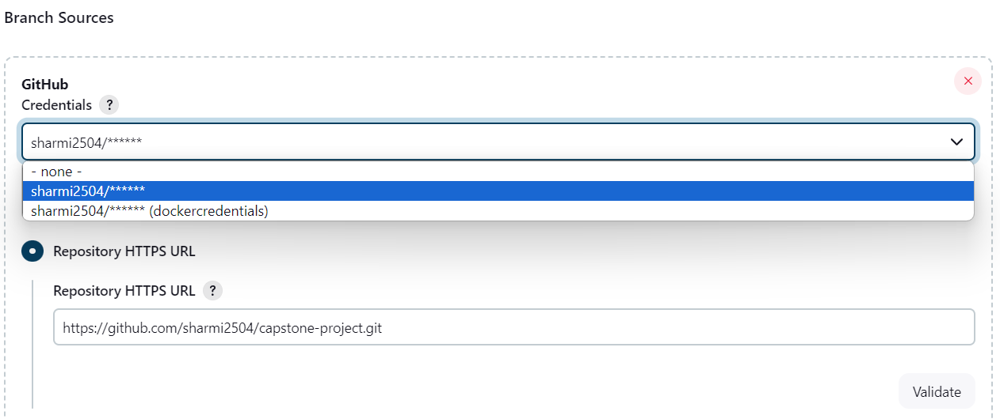 Branch Sources
GitHub
Credentials ?
sharmi2504/******
- none -
sharmi2504/******
sharmi2504/****** (dockercredentials)
Repository HTTPS URL
Repository HTTPS URL ?
https://github.com/sharmi2504/capstone-project.git
Validate